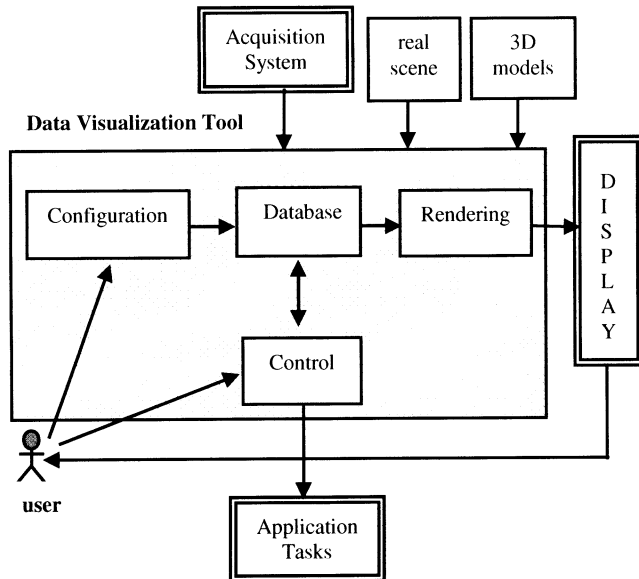 Acquisition
System
real
scene
3D
models
Data Visualization Tool
Configuration
Database
Rendering
D
I
S
P
L
A
Y
Control
user
Application
Tasks